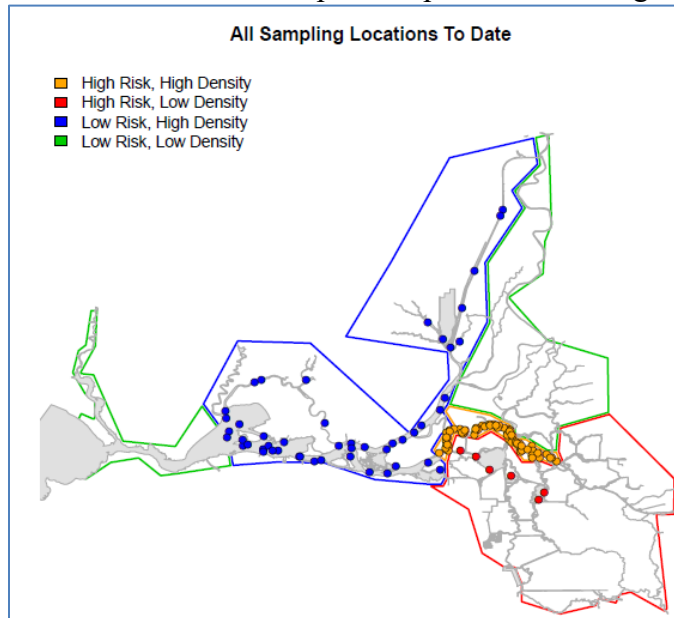 All Sampling Locations To Date
High Risk, High Density
High Risk, Low Density
Low Risk, High Density
Low Risk, Low Density